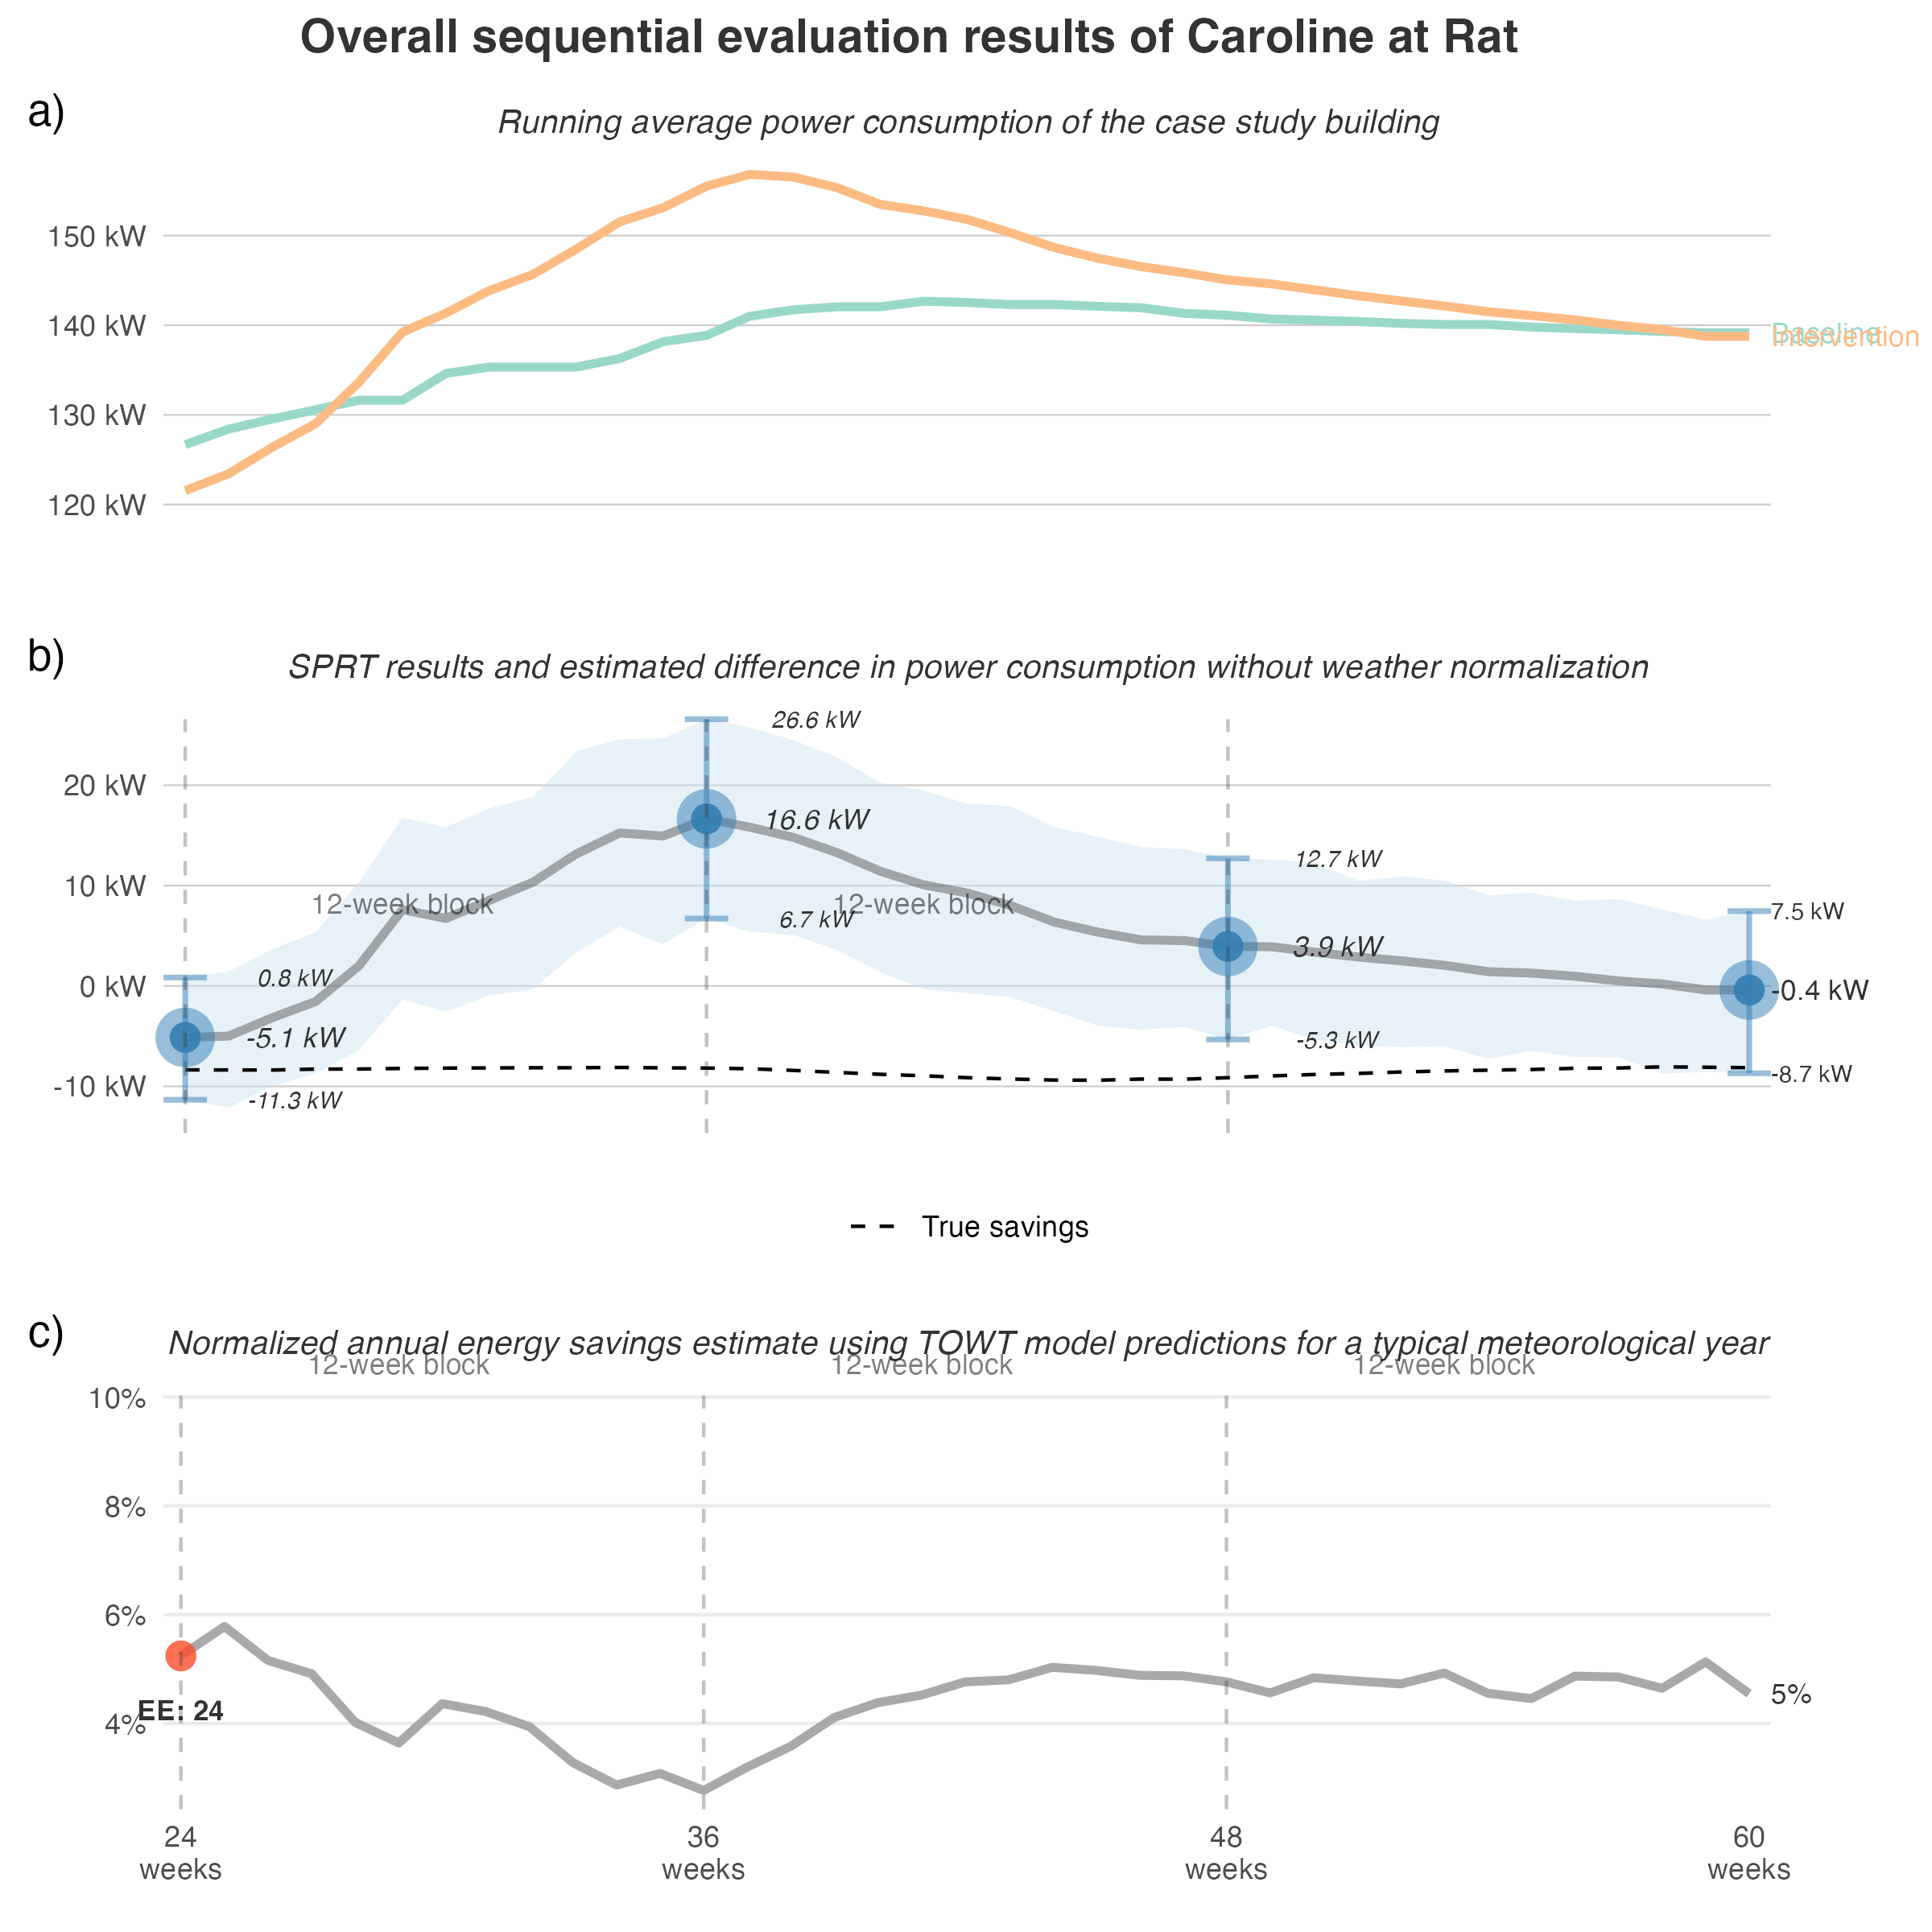 Overall sequential evaluation results of Caroline at Rat
a)
Running average power consumption of the case study building
150 kW
140 kW
130 kW
120 kW
Baseline
Intervention
b)
SPRT results and estimated difference in power consumption without weather normalization
26.6 kW
20 kW
16.6 kW
12.7 kW
10 kW
12-week block
12-week block
6.7 kW
7.5 kW
3.9 kW
0.8 kW
0 kW
-0.4 kW
-5.1 kW
-5.3 kW
-8.7 kW
-10 kW
-11.3 kW
True savings
c)
Normalized annual energy savings estimate using TOWT model predictions for a typical meteorological year
12-week block
12-week block
12-week block
10%
8%
6%
4%
EE: 24
5%
24
weeks
36
weeks
48
weeks
60
weeks